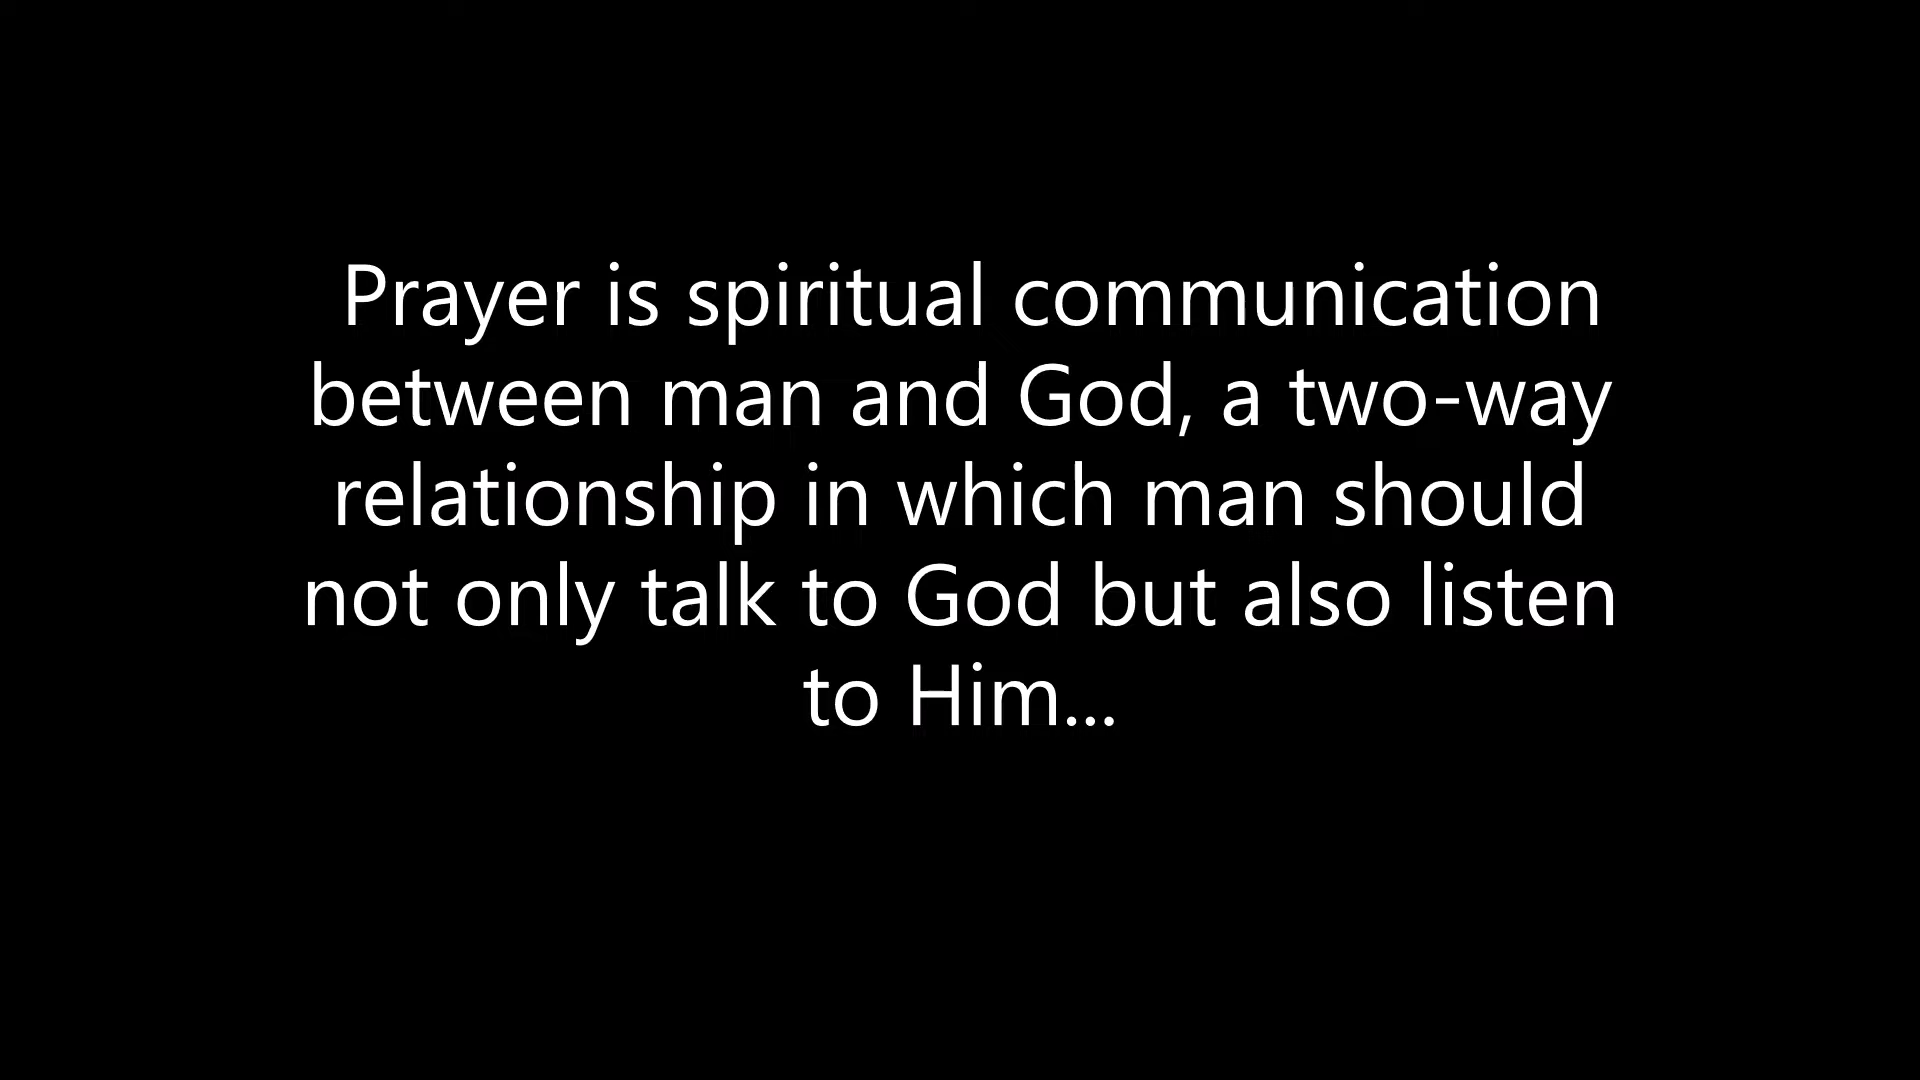 Prayer is spiritual communication
between man and God, a two-way
relationship in which man should
not only talk to God but also listen
to Him...